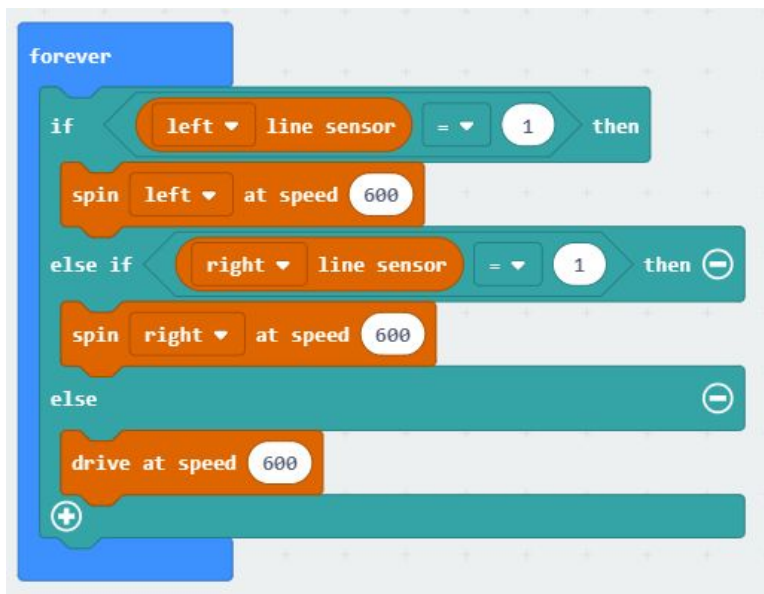 forever
if left line sensor = 1 then
spin left at speed 600
else if right line sensor = 1 then
spin right at speed 600
else
drive at speed 600